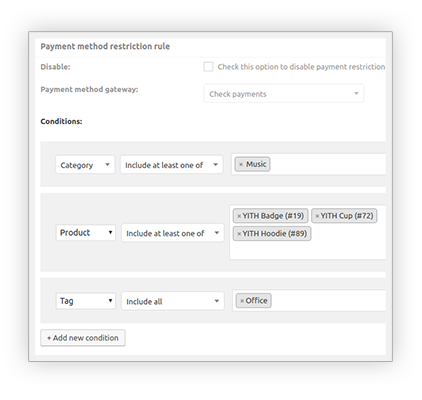 Payment method restriction rule
Disable: Check this option to disable payment restriction
Payment method gateway: Check payments
Conditions:
Category Include at least one of × Music
Product Include at least one of × YITH Badge (#19) × YITH Cup (#72)
× YITH Hoodie (#89)
Tag Include all × Office
+ Add new condition